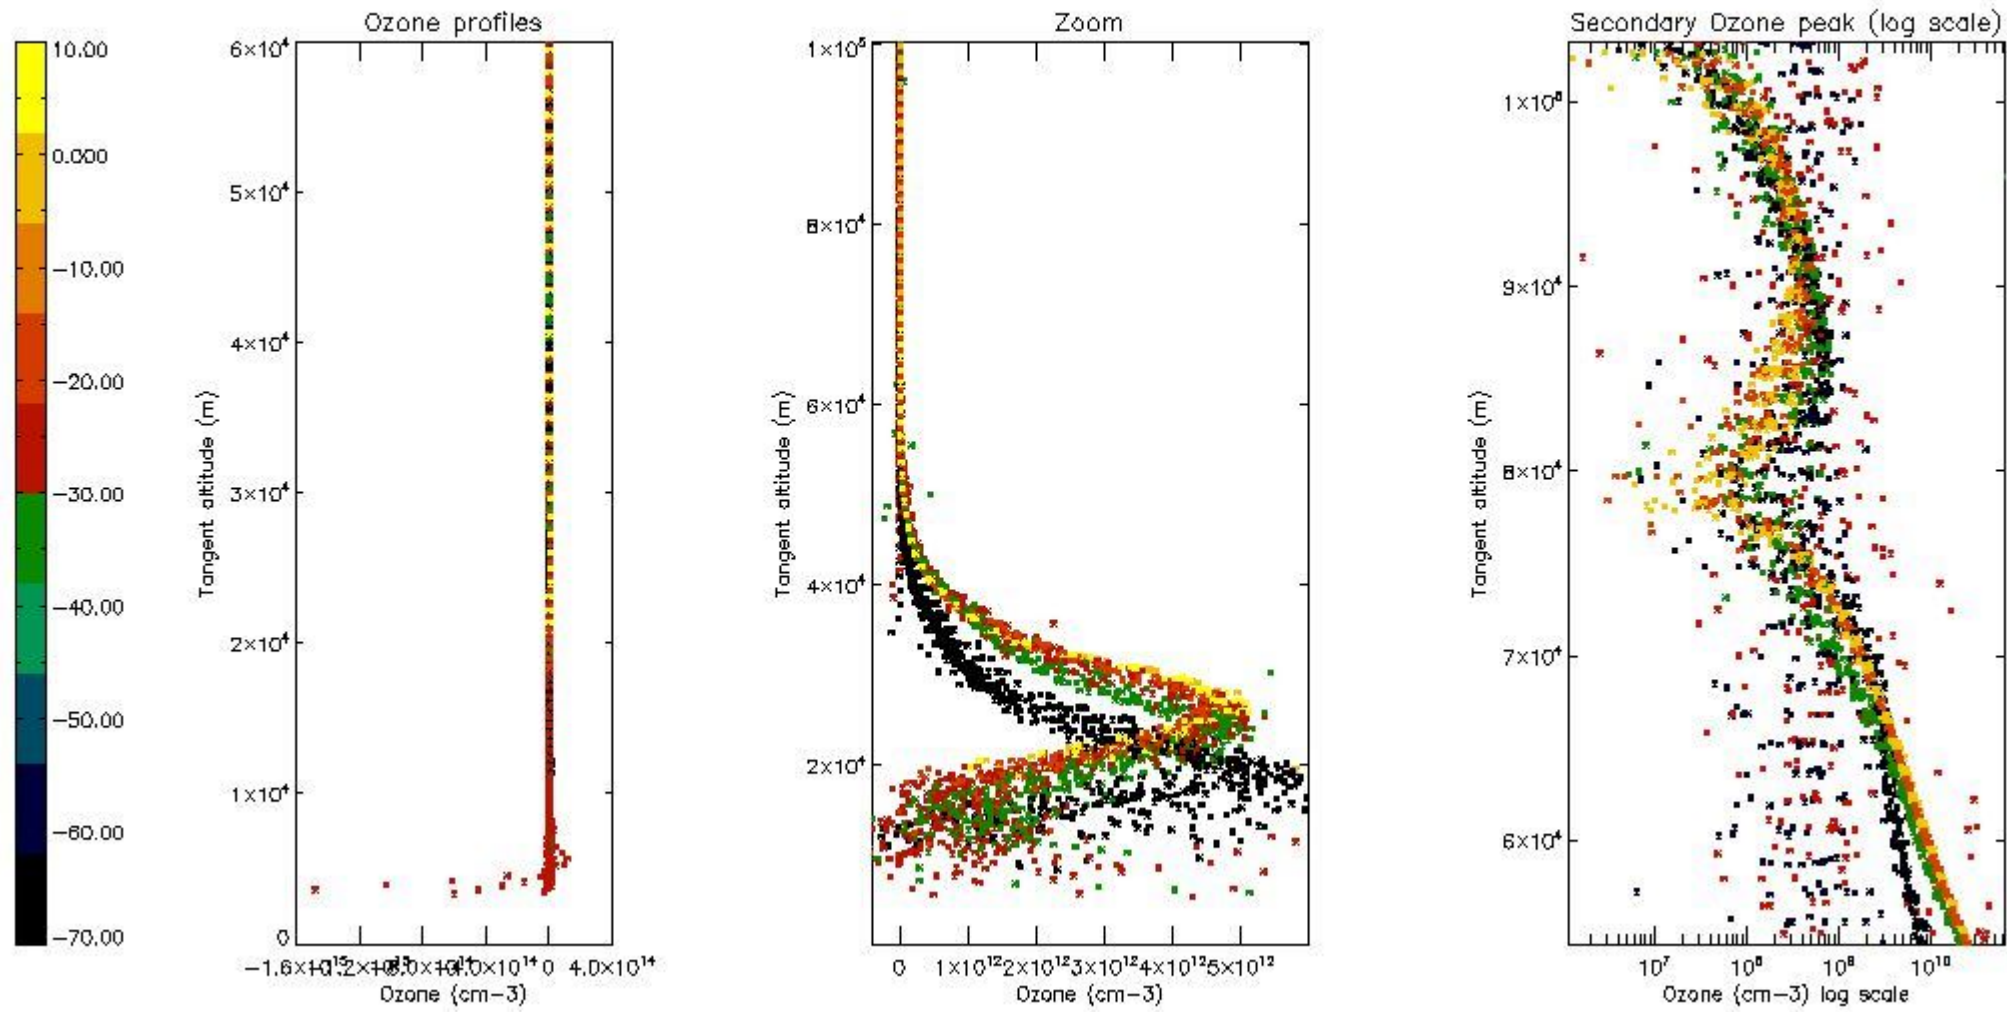 Ozone profiles
Zoom
Secondary Ozone peak (log scale)
10.00
0.000
−10.00
−20.00
−30.00
−40.00
−50.00
−60.00
−70.00
6×10⁴
5×10⁴
4×10⁴
3×10⁴
2×10⁴
1×10⁴
0
Tangent altitude (m)
4.0×10¹⁴
0
Ozone (cm−3)
1×10⁵
8×10⁴
6×10⁴
4×10⁴
2×10⁴
Tangent altitude (m)
0 1×10¹² 2×10¹² 3×10¹² 4×10¹² 5×10¹²
Ozone (cm−3)
9×10⁴
8×10⁴
7×10⁴
6×10⁴
Tangent altitude (m)
10⁷ 10⁸ 10⁹ 10¹⁰
Ozone (cm−3) log scale